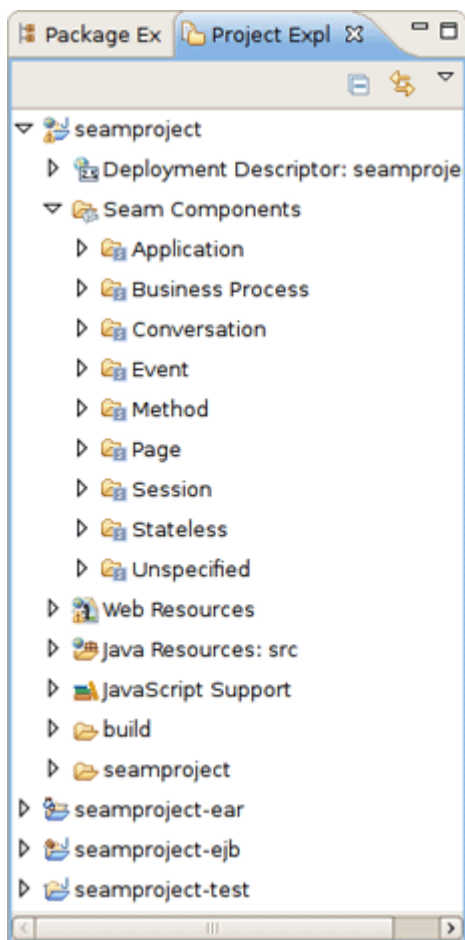 Package Ex Project Expl
seamproject
Deployment Descriptor: seamproje
Seam Components
Application
Business Process
Conversation
Event
Method
Page
Session
Stateless
Unspecified
Web Resources
Java Resources: src
JavaScript Support
build
seamproject
seamproject-ear
seamproject-ejb
seamproject-test